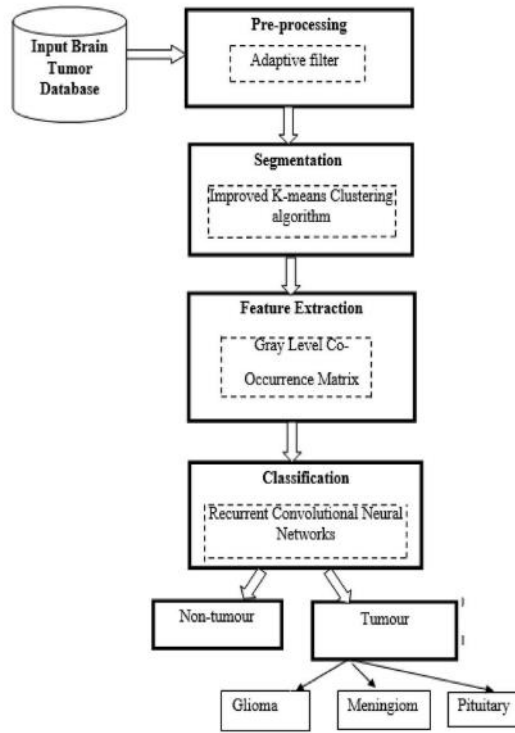 Input Brain
Tumor
Database
Pre-processing
Adaptive filter
Segmentation
Improved K-means Clustering
algorithm
Feature Extraction
Gray Level Co-
Occurrence Matrix
Classification
Recurrent Convolutional Neural
Networks
Non-tumour
Tumour
Glioma
Meningiom
Pituitary